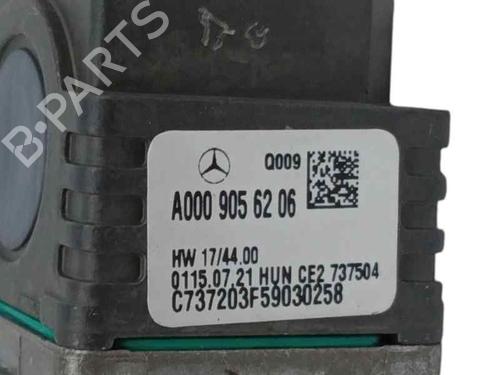 B-PARTS
Q009
A000 905 62 06
HW 17/44.00
0115.07.21 HUN CE2 737504
C737203F59030258